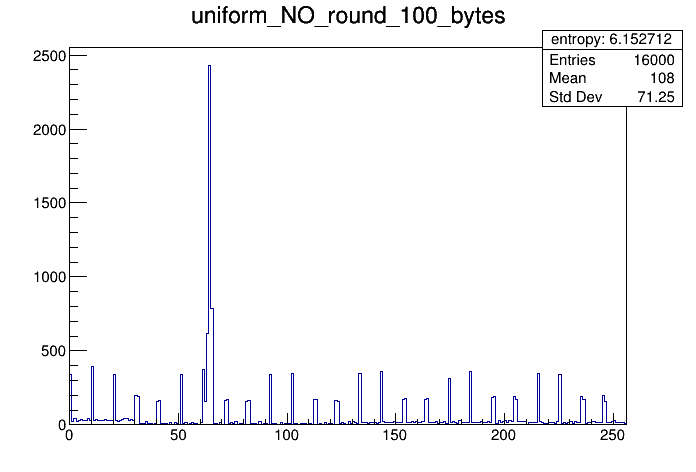 uniform_NO_round_100_bytes
entropy: 6.152712
Entries 16000
Mean 108
Std Dev 71.25
2500
2000
1500
1000
500
0
0 50 100 150 200 250